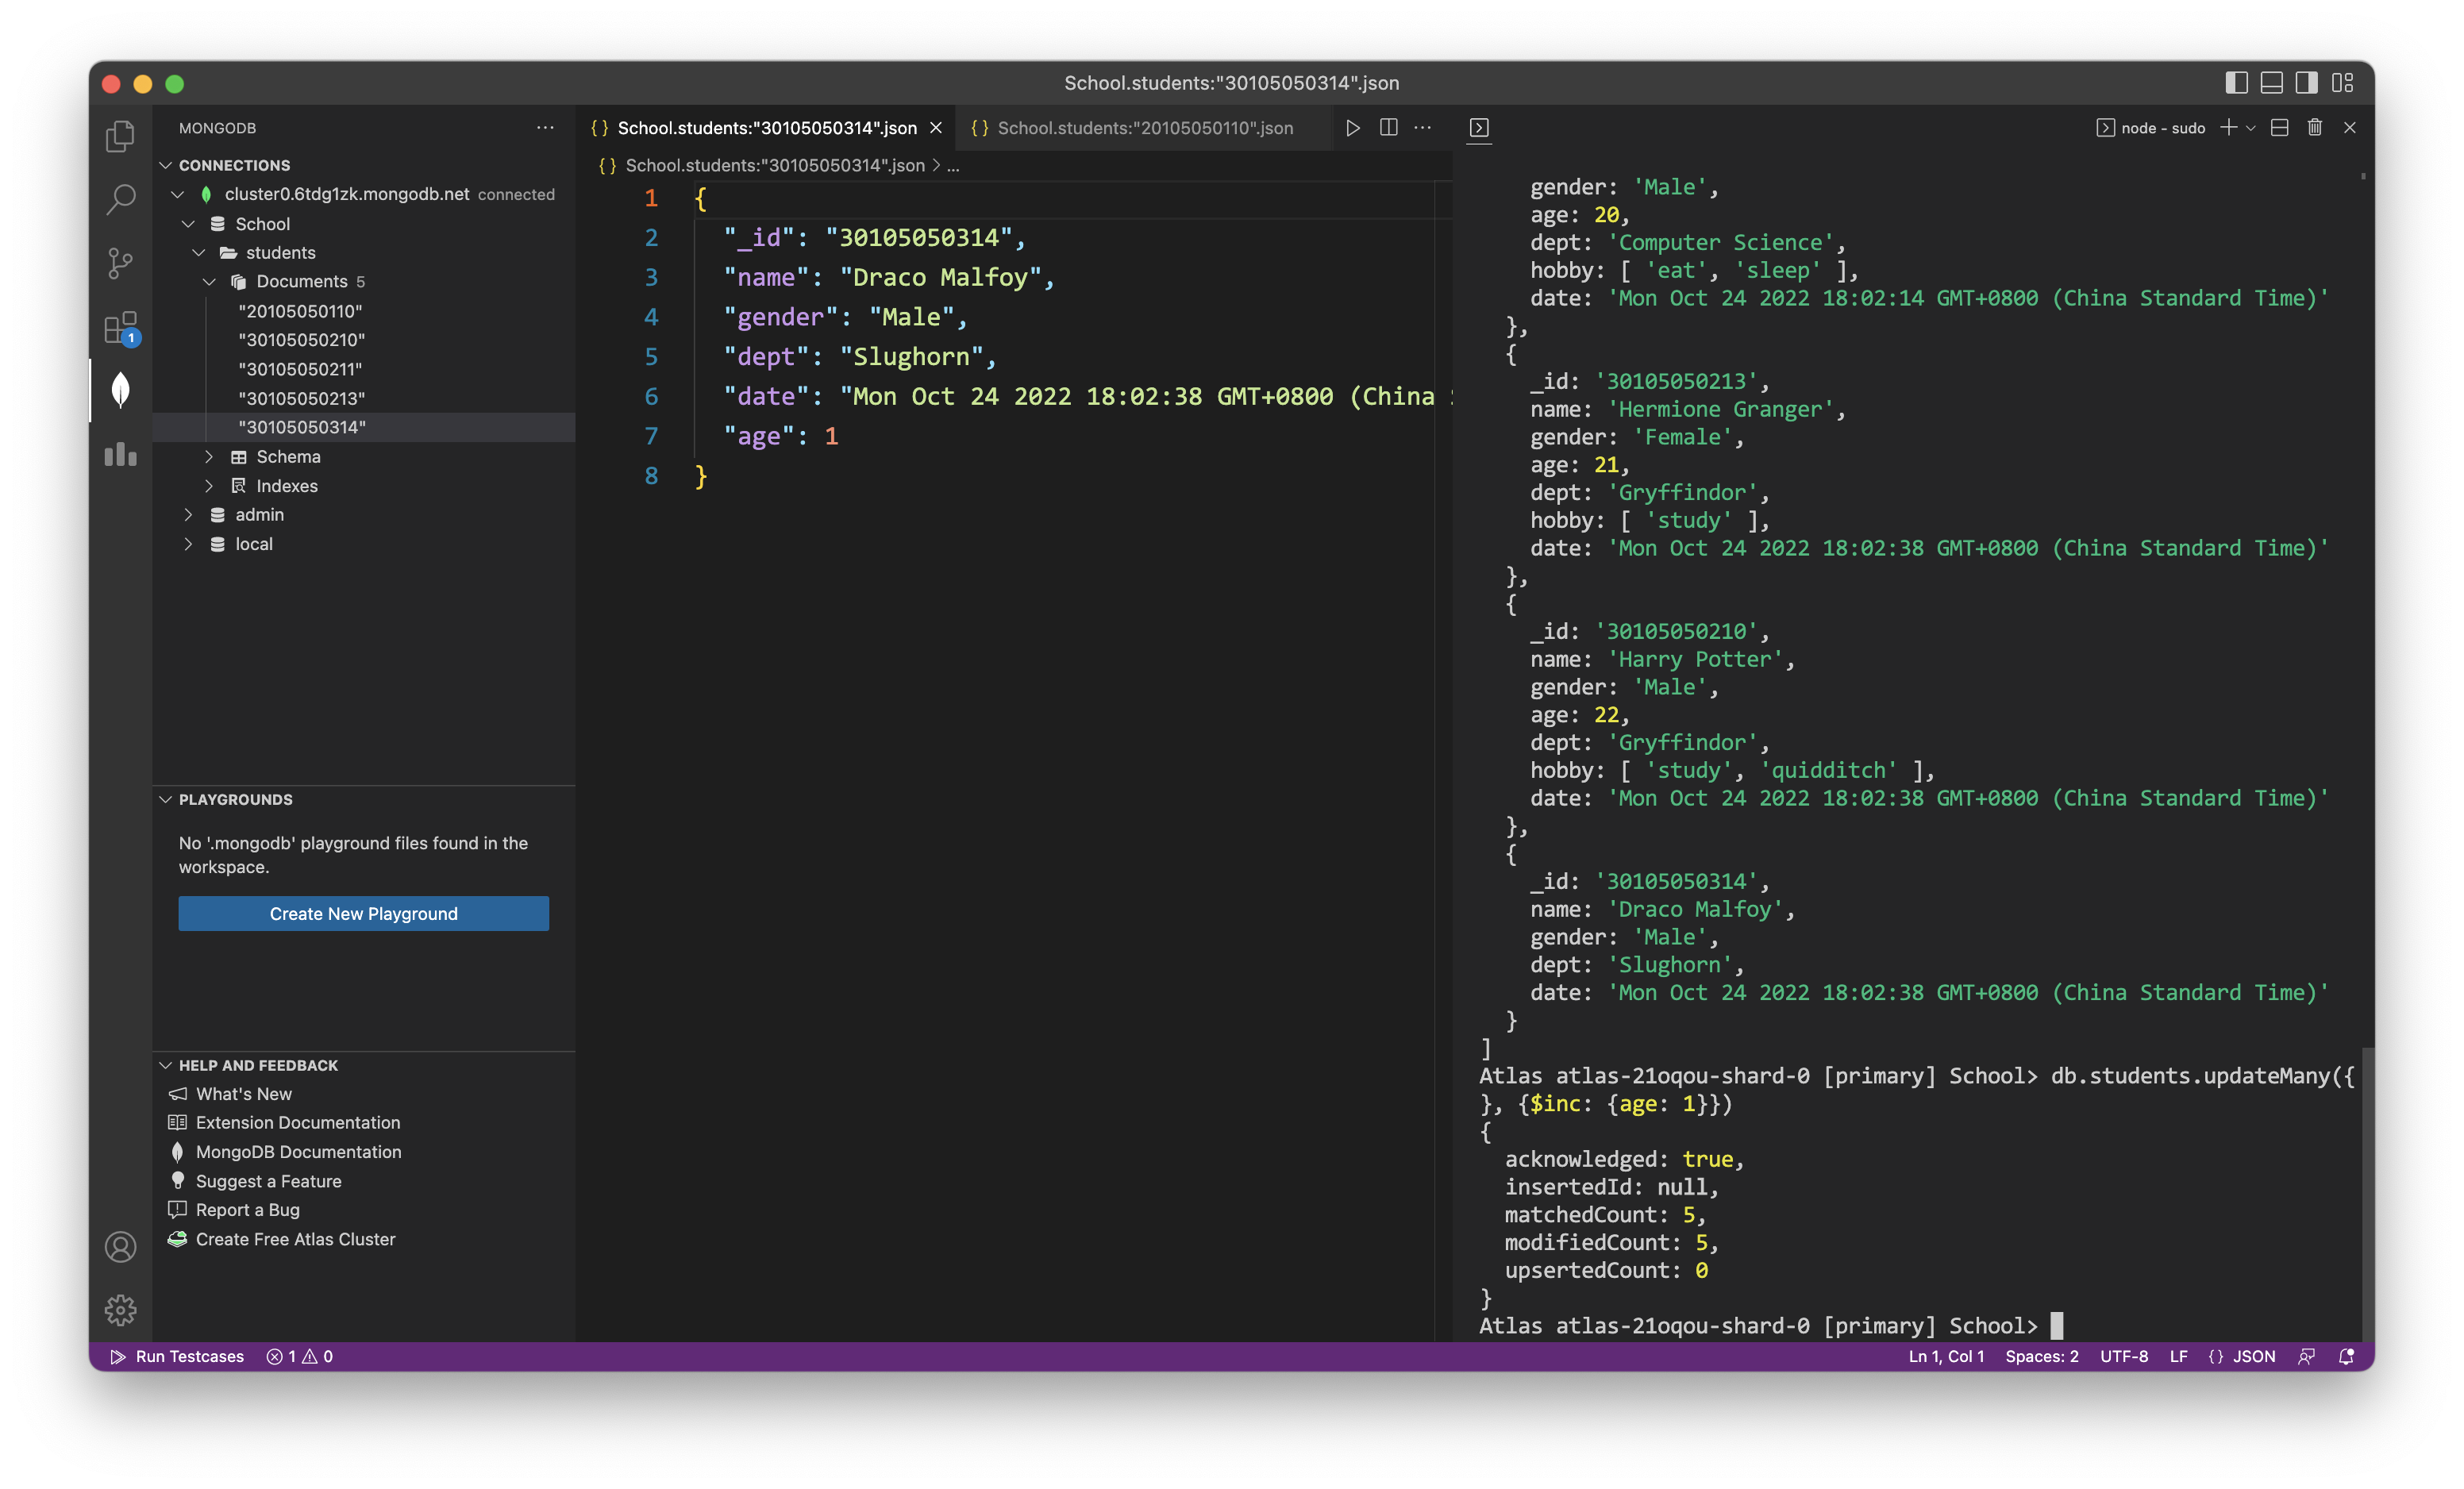 School.students:"30105050314".json
MONGODB
CONNECTIONS
cluster0.6tdg1zk.mongodb.net connected
School
students
Documents 5
"20105050110"
"30105050210"
"30105050211"
"30105050213"
"30105050314"
Schema
Indexes
admin
local
PLAYGROUNDS
No '.mongodb' playground files found in the
workspace.
Create New Playground
HELP AND FEEDBACK
What's New
Extension Documentation
MongoDB Documentation
Suggest a Feature
Report a Bug
Create Free Atlas Cluster
1
{ } School.students:"30105050314".json
{ } School.students:"20105050110".json
{ } School.students:"30105050314".json > ...
1 {
2 "_id": "30105050314",
3 "name": "Draco Malfoy",
4 "gender": "Male",
5 "dept": "Slughorn",
6 "date": "Mon Oct 24 2022 18:02:38 GMT+0800 (China
7 "age": 1
8 }
node - sudo
gender: 'Male',
age: 20,
dept: 'Computer Science',
hobby: [ 'eat', 'sleep' ],
date: 'Mon Oct 24 2022 18:02:14 GMT+0800 (China Standard Time)'
},
{
_id: '30105050213',
name: 'Hermione Granger',
gender: 'Female',
age: 21,
dept: 'Gryffindor',
hobby: [ 'study' ],
date: 'Mon Oct 24 2022 18:02:38 GMT+0800 (China Standard Time)'
},
{
_id: '30105050210',
name: 'Harry Potter',
gender: 'Male',
age: 22,
dept: 'Gryffindor',
hobby: [ 'study', 'quidditch' ],
date: 'Mon Oct 24 2022 18:02:38 GMT+0800 (China Standard Time)'
},
{
_id: '30105050314',
name: 'Draco Malfoy',
gender: 'Male',
dept: 'Slughorn',
date: 'Mon Oct 24 2022 18:02:38 GMT+0800 (China Standard Time)'
}
]
Atlas atlas-21oqou-shard-0 [primary] School> db.students.updateMany({
}, {$inc: {age: 1}})
{
acknowledged: true,
insertedId: null,
matchedCount: 5,
modifiedCount: 5,
upsertedCount: 0
}
Atlas atlas-21oqou-shard-0 [primary] School>
Run Testcases 1 0
Ln 1, Col 1 Spaces: 2 UTF-8 LF { } JSON